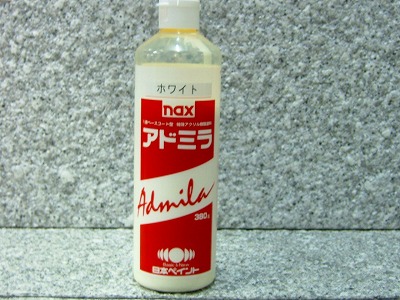 ホワイト
nax
アドミラ
Admila
380g
日本ペイント